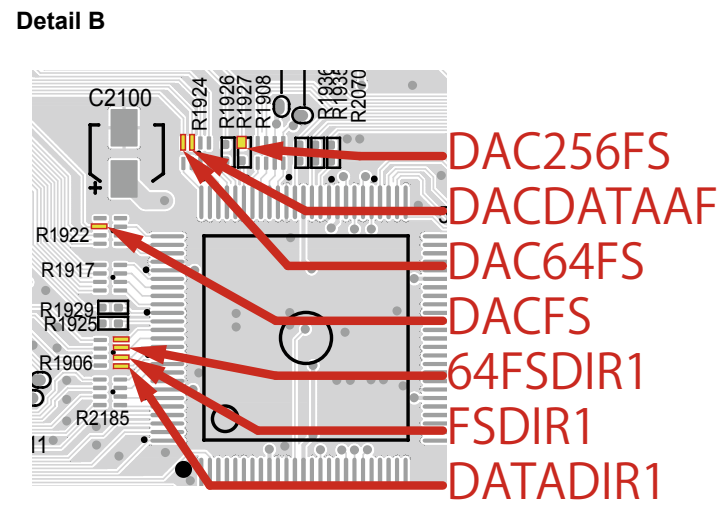 Detail B
C2100
R1924
R1926
R1927
R1908
R1936
R1935
R2070
+
DAC256FS
DACDATAAF
R1922
DAC64FS
R1917
DACFS
R1929
R1925
R1906
64FSDIR1
R2185
FSDIR1
11
DATADIR1